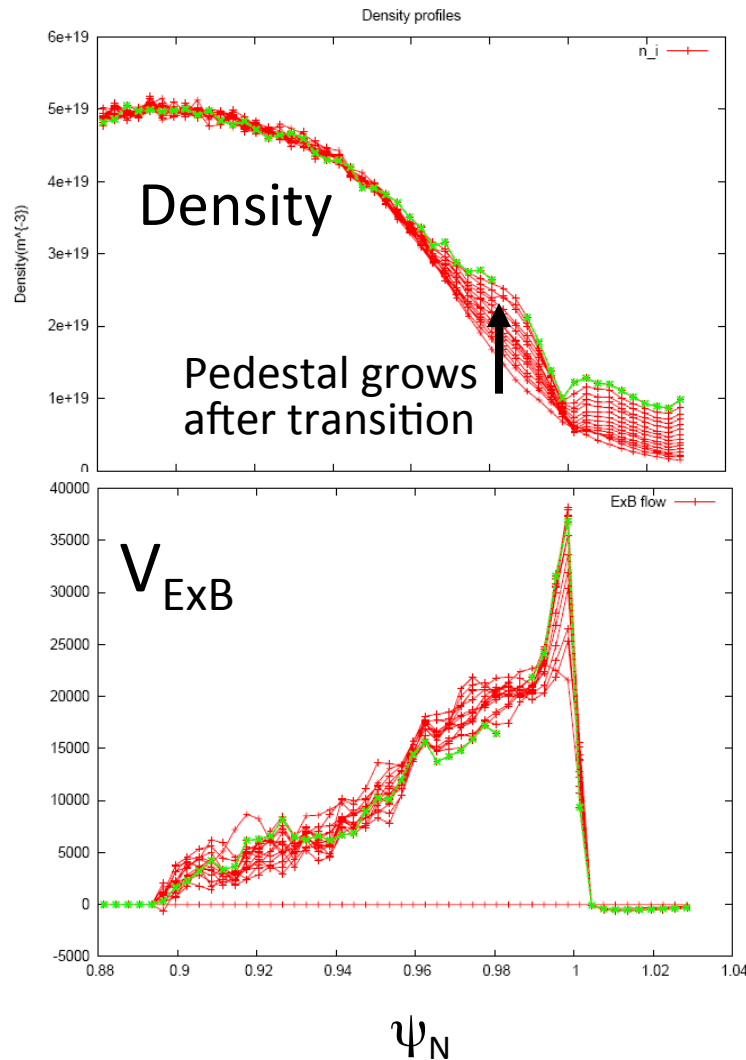 Density profiles
6e+19
n_i
5e+19
4e+19
Density
Density(m^{-3})
3e+19
2e+19
Pedestal grows
after transition
1e+19
0
40000
ExB flow
35000
V_ExB
30000
25000
20000
15000
10000
5000
0
-5000
0.88 0.9 0.92 0.94 0.96 0.98 1 1.02 1.04
ψ_N